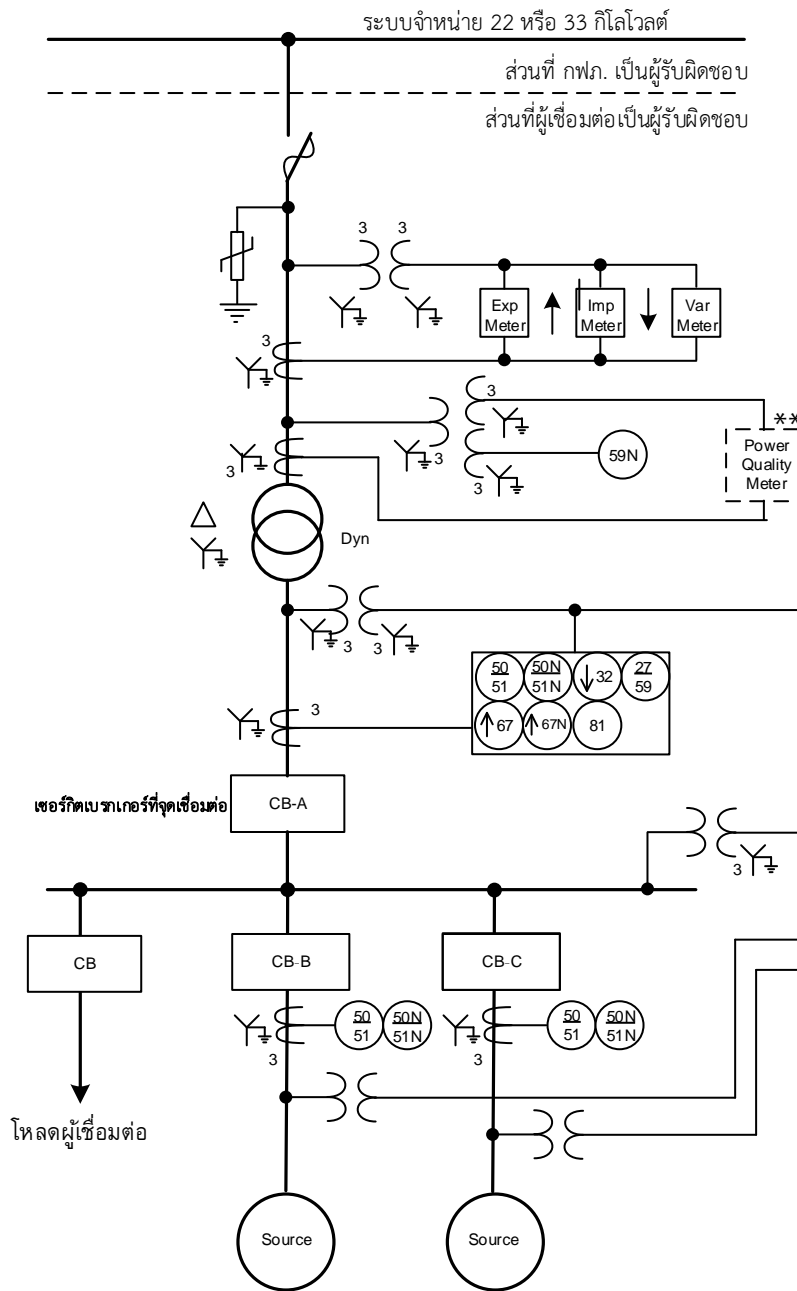 ระบบจำหน่าย 22 หรือ 33 กิโลโวลต์
ส่วนที่ กฟภ. เป็นผู้รับผิดชอบ
ส่วนที่ผู้เชื่อมต่อเป็นผู้รับผิดชอบ
3 3
Exp Imp Var
Meter Meter Meter
3
3
**
Power
Quality
Meter
3
59N
3
3
Dyn
3 3
50 50N 32 27
51 51N 59
67 67N 81
3
เซอร์กิตเบรกเกอร์ที่จุดเชื่อมต่อ
CB-A
3
CB CB-B CB-C
50 50N 50 50N
51 51N 51 51N
3 3
โหลดผู้เชื่อมต่อ
Source Source